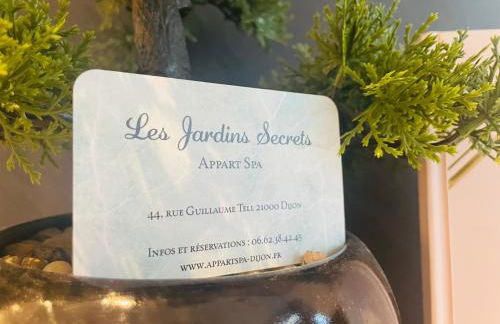 Les Jardins Secrets
Appart Spa
44, rue Guillaume Tell 21000 Dijon
Infos et réservations : 06.62.38.42.45
www.appartspa-dijon.fr